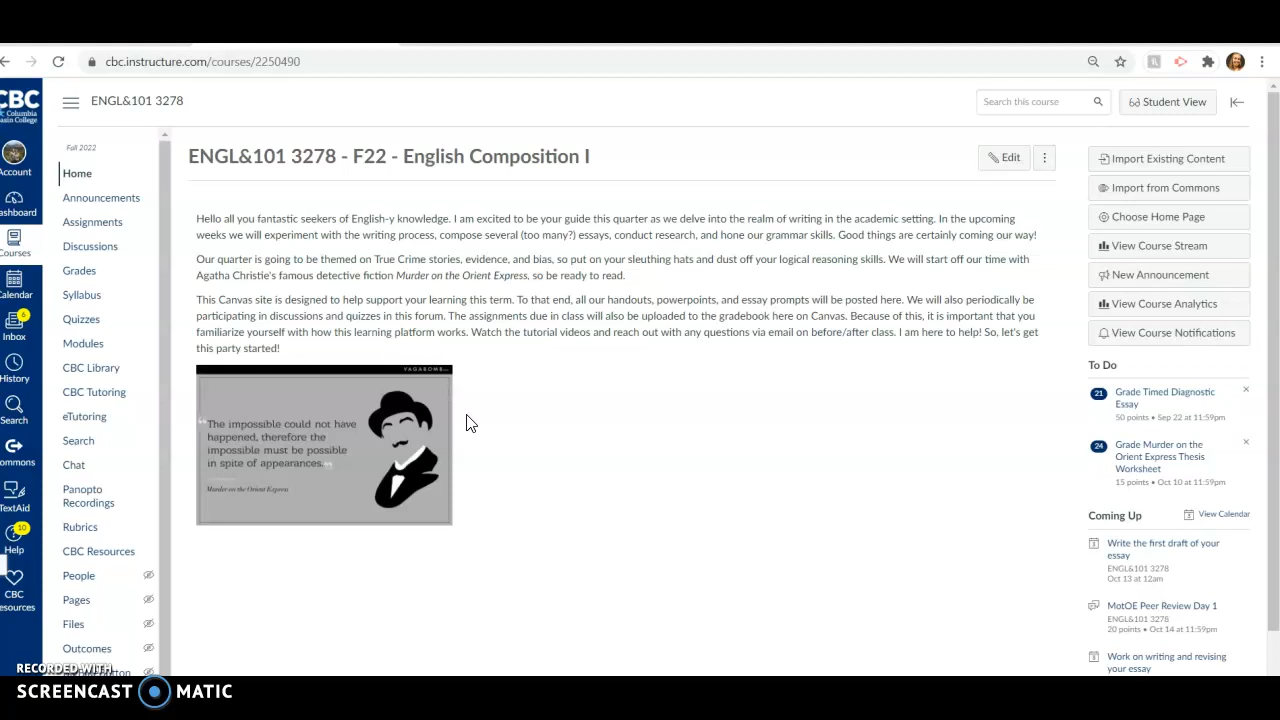 cbc.instructure.com/courses/2250490
CBC
Columbia
Basin College
ENGL&101 3278
Search this course
Student View
Account
Dashboard
Courses
Calendar
6
Inbox
History
Search
Commons
TextAid
10
Help
CBC
Resources
Fall 2022
Home
Announcements
Assignments
Discussions
Grades
Syllabus
Quizzes
Modules
CBC Library
CBC Tutoring
eTutoring
Search
Chat
Panopto
Recordings
Rubrics
CBC Resources
People
Pages
Files
Outcomes
ENGL&101 3278 - F22 - English Composition I
Edit
Hello all you fantastic seekers of English-y knowledge. I am excited to be your guide this quarter as we delve into the realm of writing in the academic setting. In the upcoming
weeks we will experiment with the writing process, compose several (too many?) essays, conduct research, and hone our grammar skills. Good things are certainly coming our way!
Our quarter is going to be themed on True Crime stories, evidence, and bias, so put on your sleuthing hats and dust off your logical reasoning skills. We will start off our time with
Agatha Christie's famous detective fiction Murder on the Orient Express, so be ready to read.
This Canvas site is designed to help support your learning this term. To that end, all our handouts, powerpoints, and essay prompts will be posted here. We will also periodically be
participating in discussions and quizzes in this forum. The assignments due in class will also be uploaded to the gradebook here on Canvas. Because of this, it is important that you
familiarize yourself with how this learning platform works. Watch the tutorial videos and reach out with any questions via email on before/after class. I am here to help! So, let's get
this party started!
VAGABOMB
“The impossible could not have
happened, therefore the
impossible must be possible
in spite of appearances.”
Murder on the Orient Express
Import Existing Content
Import from Commons
Choose Home Page
View Course Stream
New Announcement
View Course Analytics
View Course Notifications
To Do
21
Grade Timed Diagnostic
Essay
50 points • Sep 22 at 11:59pm
24
Grade Murder on the
Orient Express Thesis
Worksheet
15 points • Oct 10 at 11:59pm
Coming Up
View Calendar
Write the first draft of your
essay
ENGL&101 3278
Oct 13 at 12am
MotOE Peer Review Day 1
ENGL&101 3278
20 points • Oct 14 at 11:59pm
Work on writing and revising
your essay
RECORDED WITH
SCREENCAST MATIC